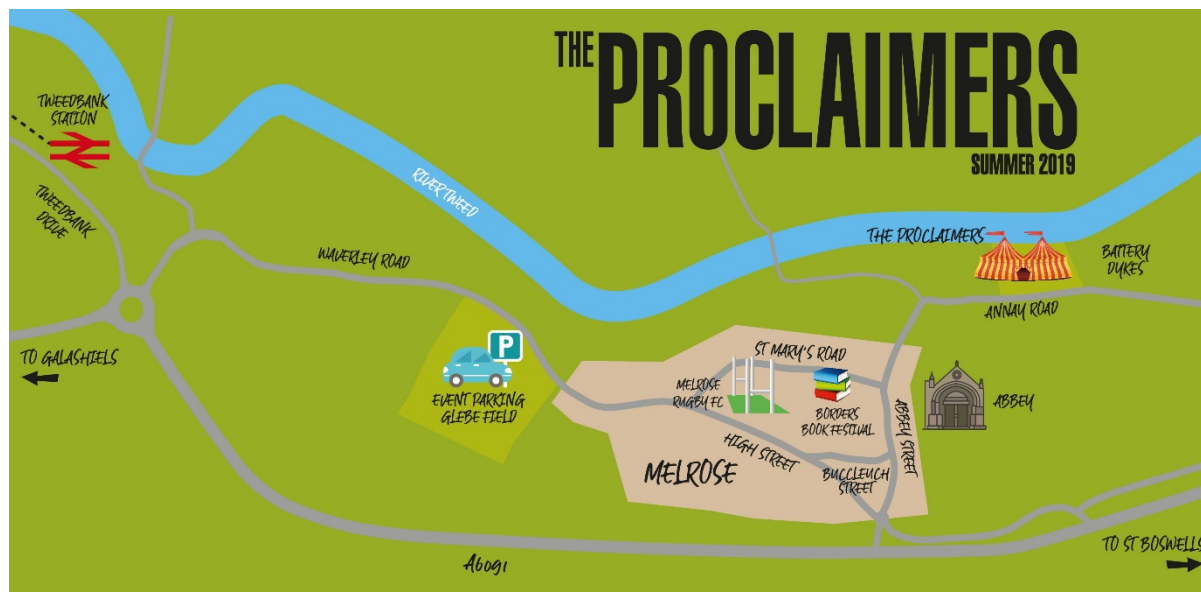 THE
PROCLAIMERS
SUMMER 2019
TWEEDBANK
STATION
TWEEDBANK
DRIVE
RIVER TWEED
WAVERLEY ROAD
THE PROCLAIMERS
BATTERY
DYKES
ANNAY ROAD
TO GALASHIELS
P
EVENT PARKING
GLEBE FIELD
ST MARY'S ROAD
MELROSE
RUGBY FC
BORDERS
BOOK FESTIVAL
ABBEY STREET
ABBEY
HIGH STREET
MELROSE
BUCCLEUCH
STREET
A6091
TO ST BOSWELLS